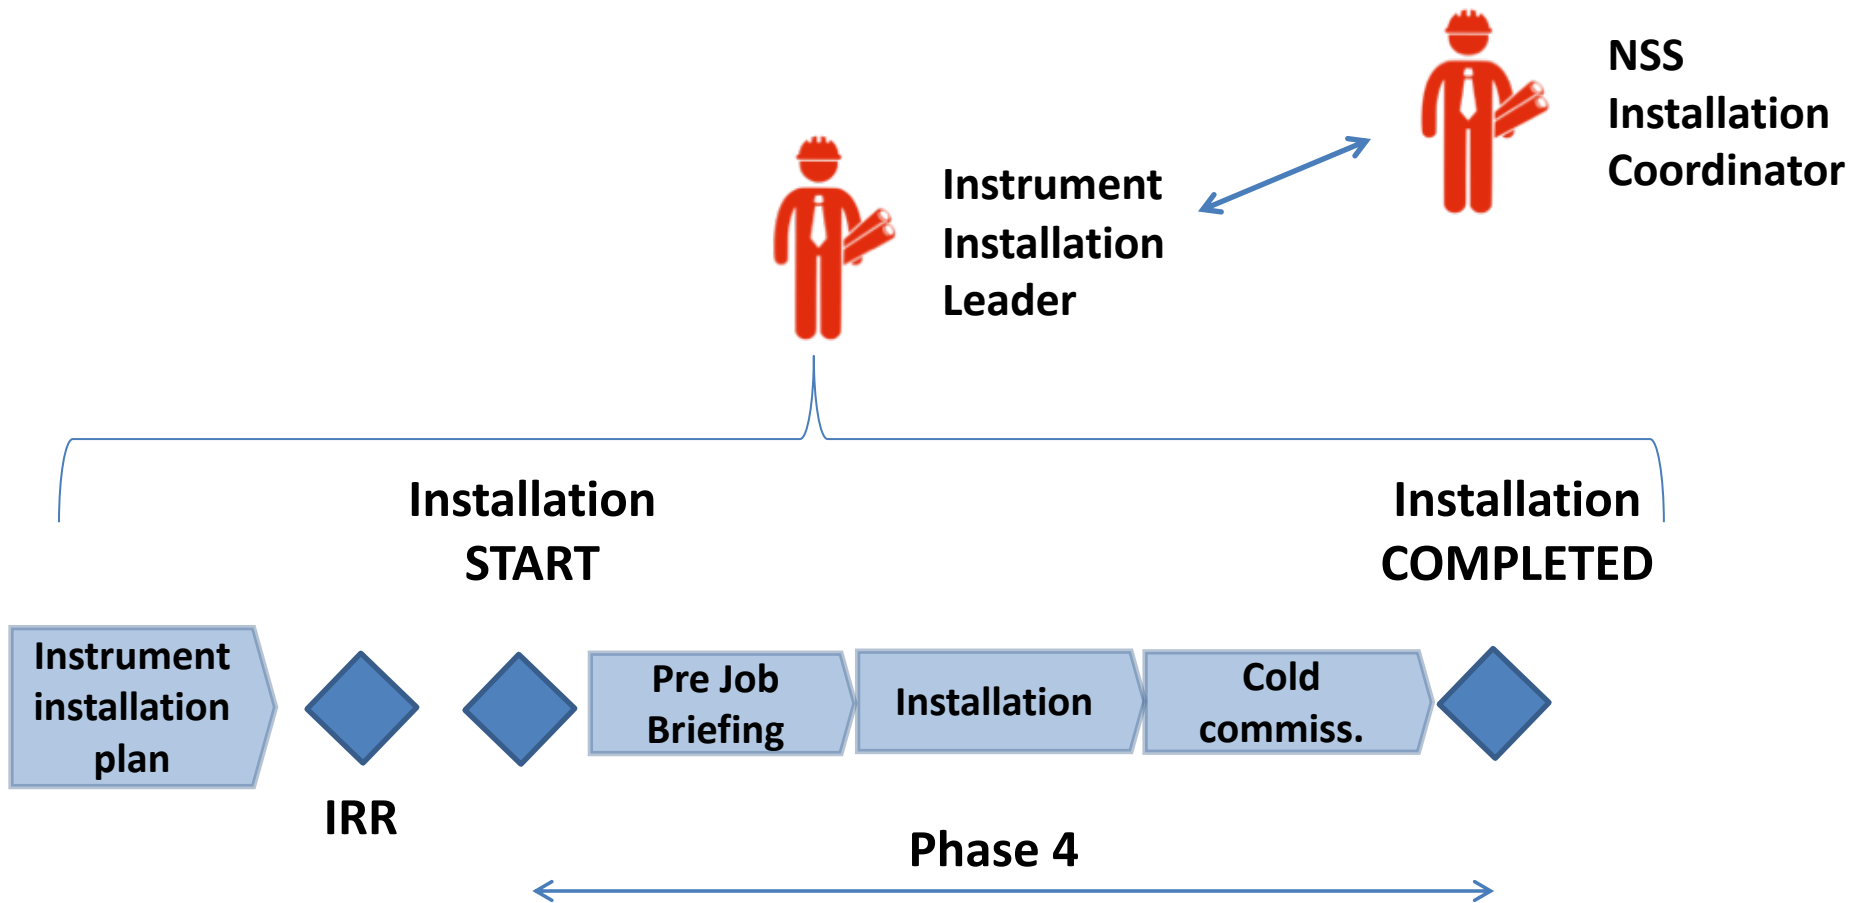 NSS
Installation
Coordinator
Instrument
Installation
Leader
Installation
START
Installation
COMPLETED
Instrument
installation
plan
Pre Job
Briefing
Installation
Cold
commiss.
IRR
Phase 4